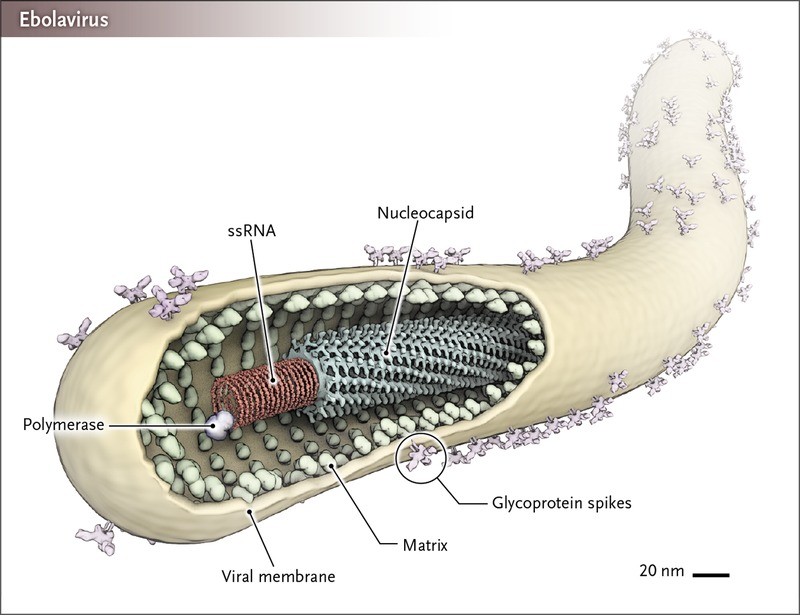 Ebolavirus
Nucleocapsid
ssRNA
Polymerase
Glycoprotein spikes
Matrix
Viral membrane
20 nm